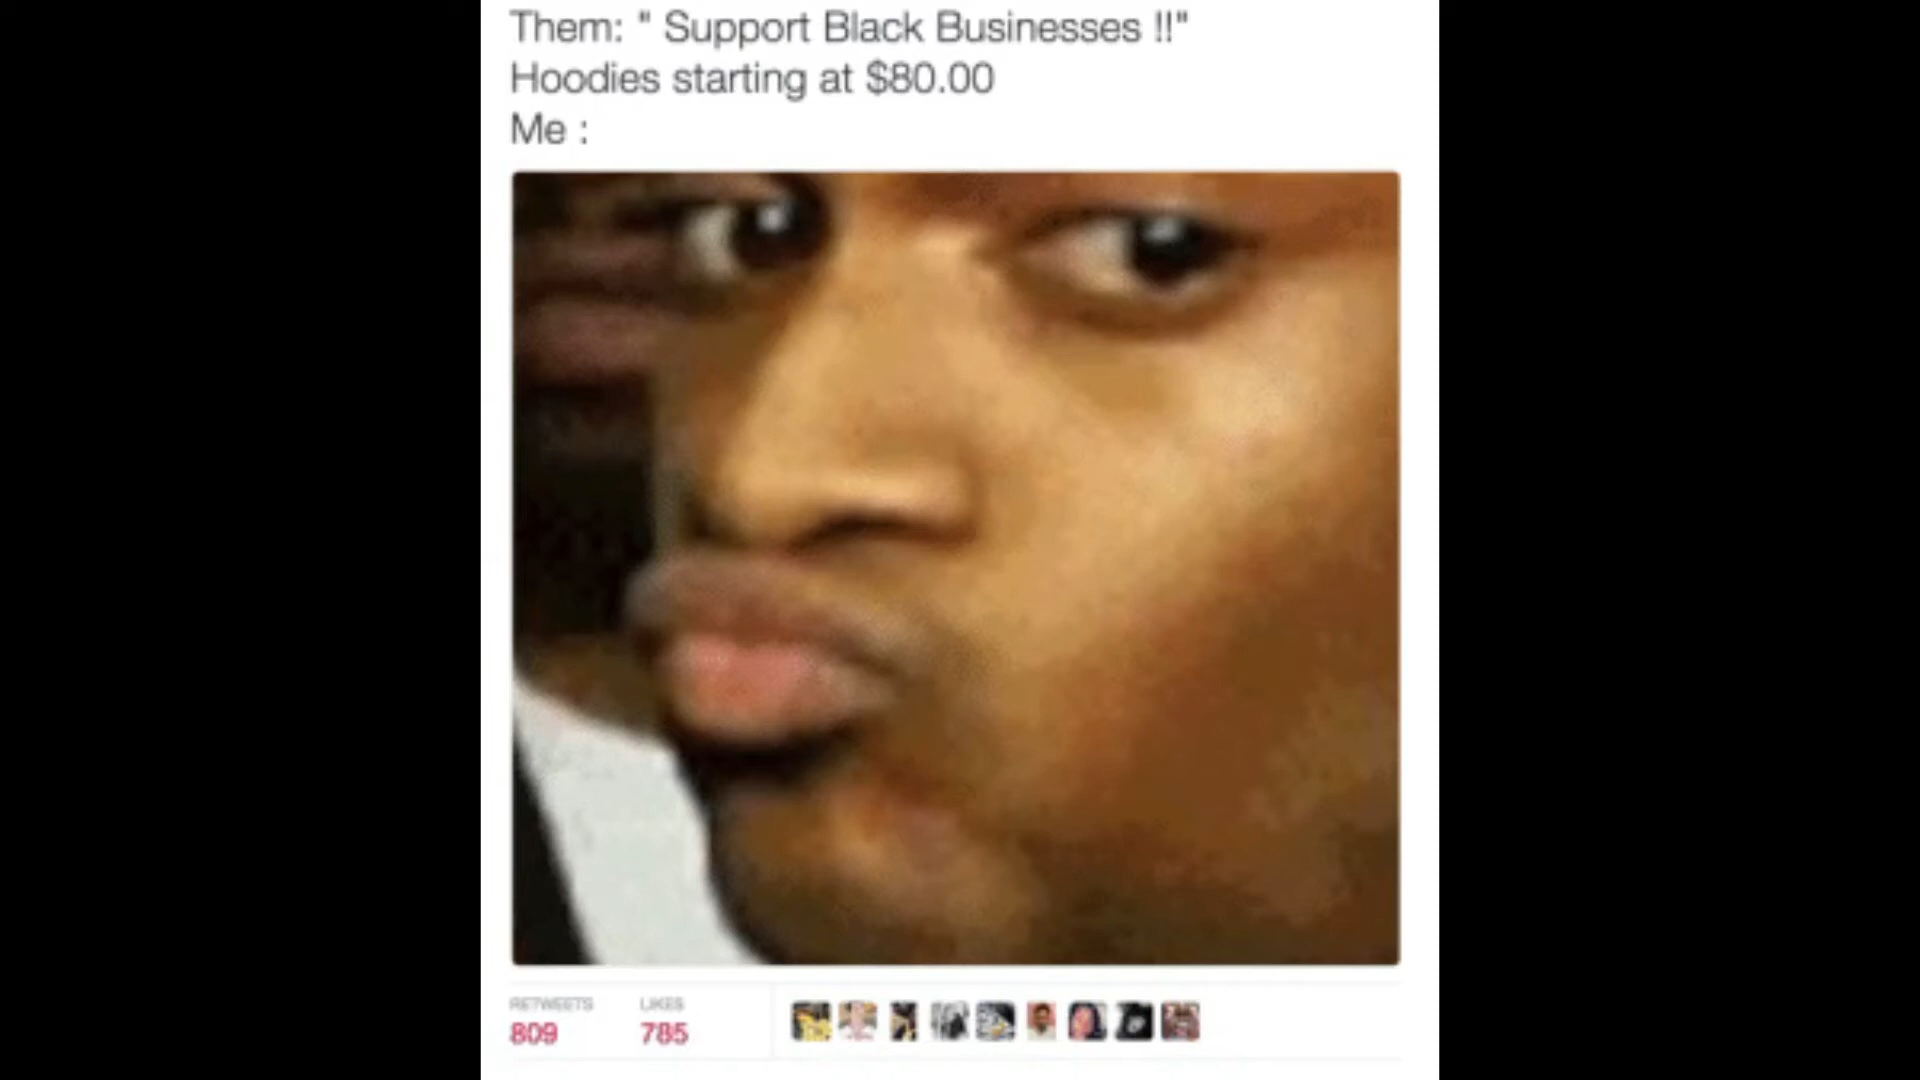 Them: " Support Black Businesses !!"
Hoodies starting at $80.00
Me :
RETWEETS LIKES
809 785